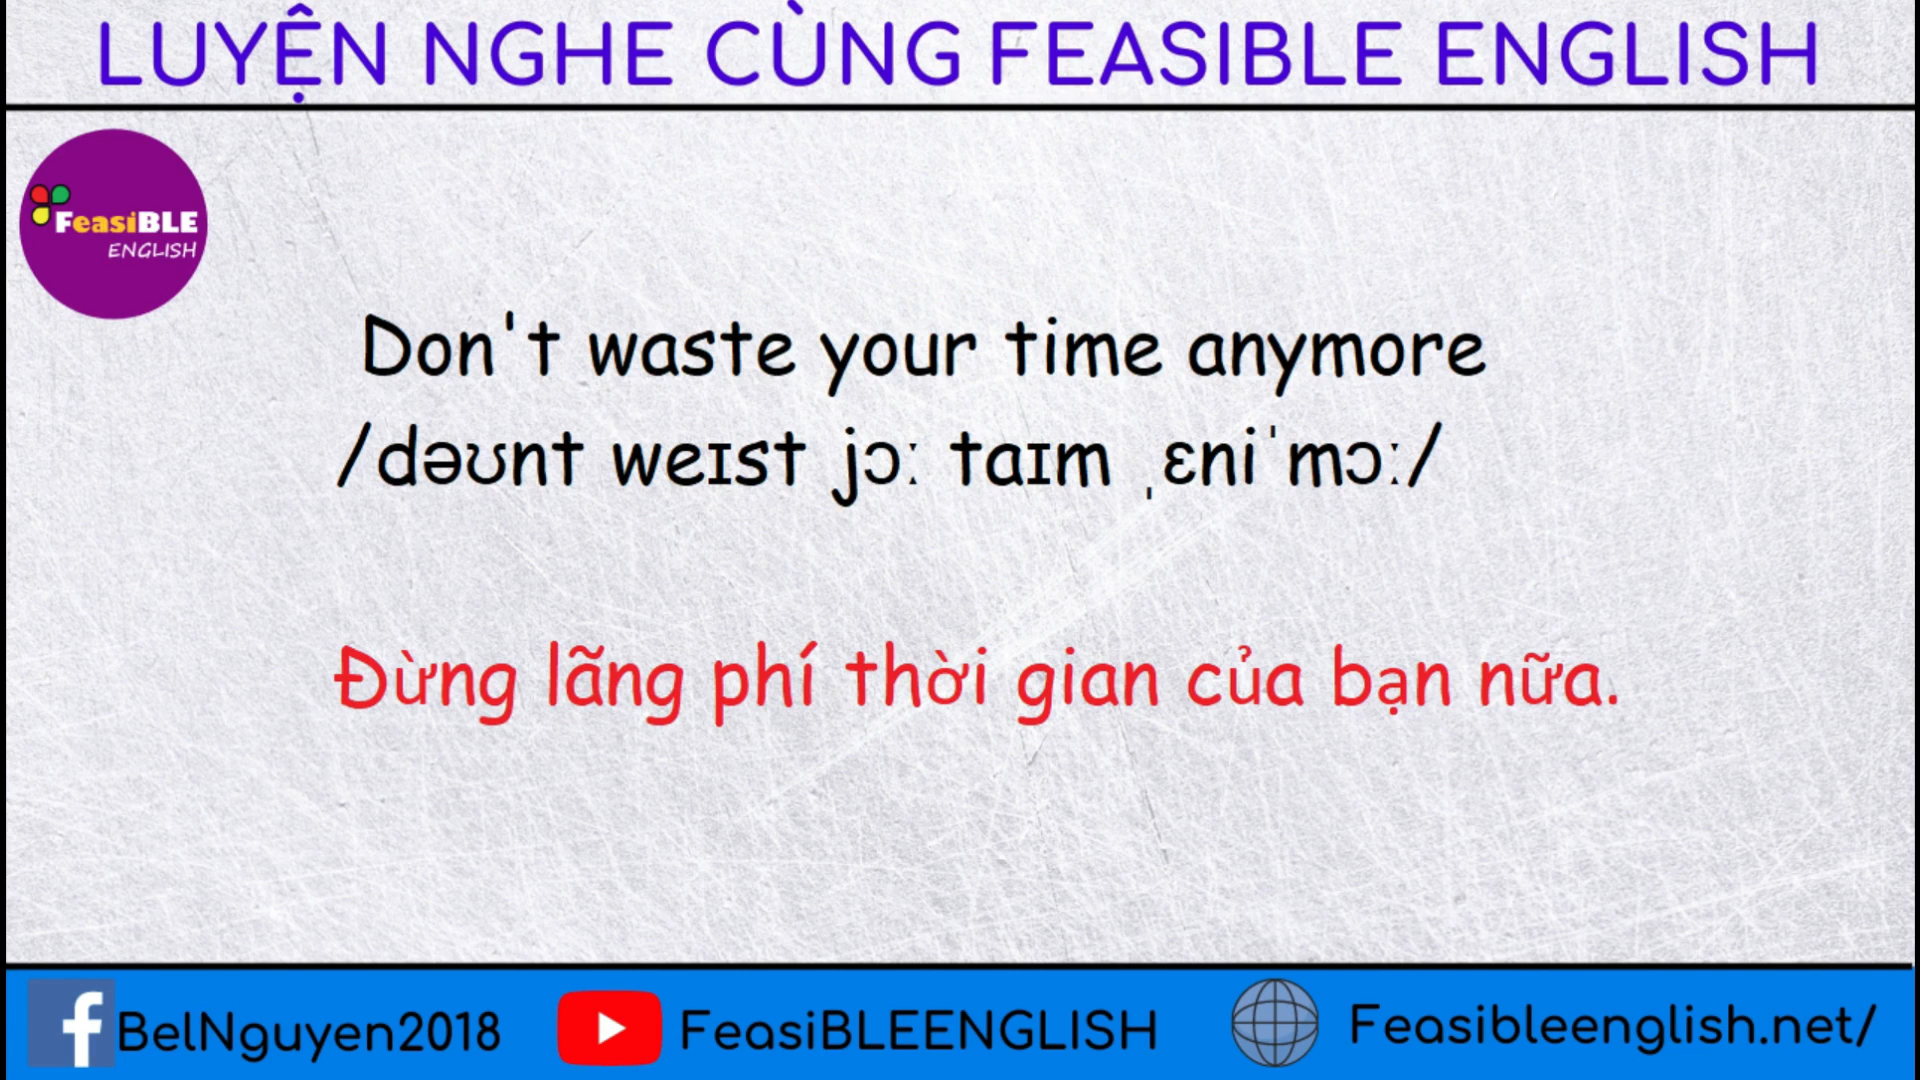 LUYỆN NGHE CÙNG FEASIBLE ENGLISH
FeasiBLE
ENGLISH
Don't waste your time anymore
/dəʊnt weɪst jɔː taɪm ˌɛniˈmɔː/
Đừng lãng phí thời gian của bạn nữa.
BelNguyen2018
FeasiBLEENGLISH
Feasibleenglish.net/